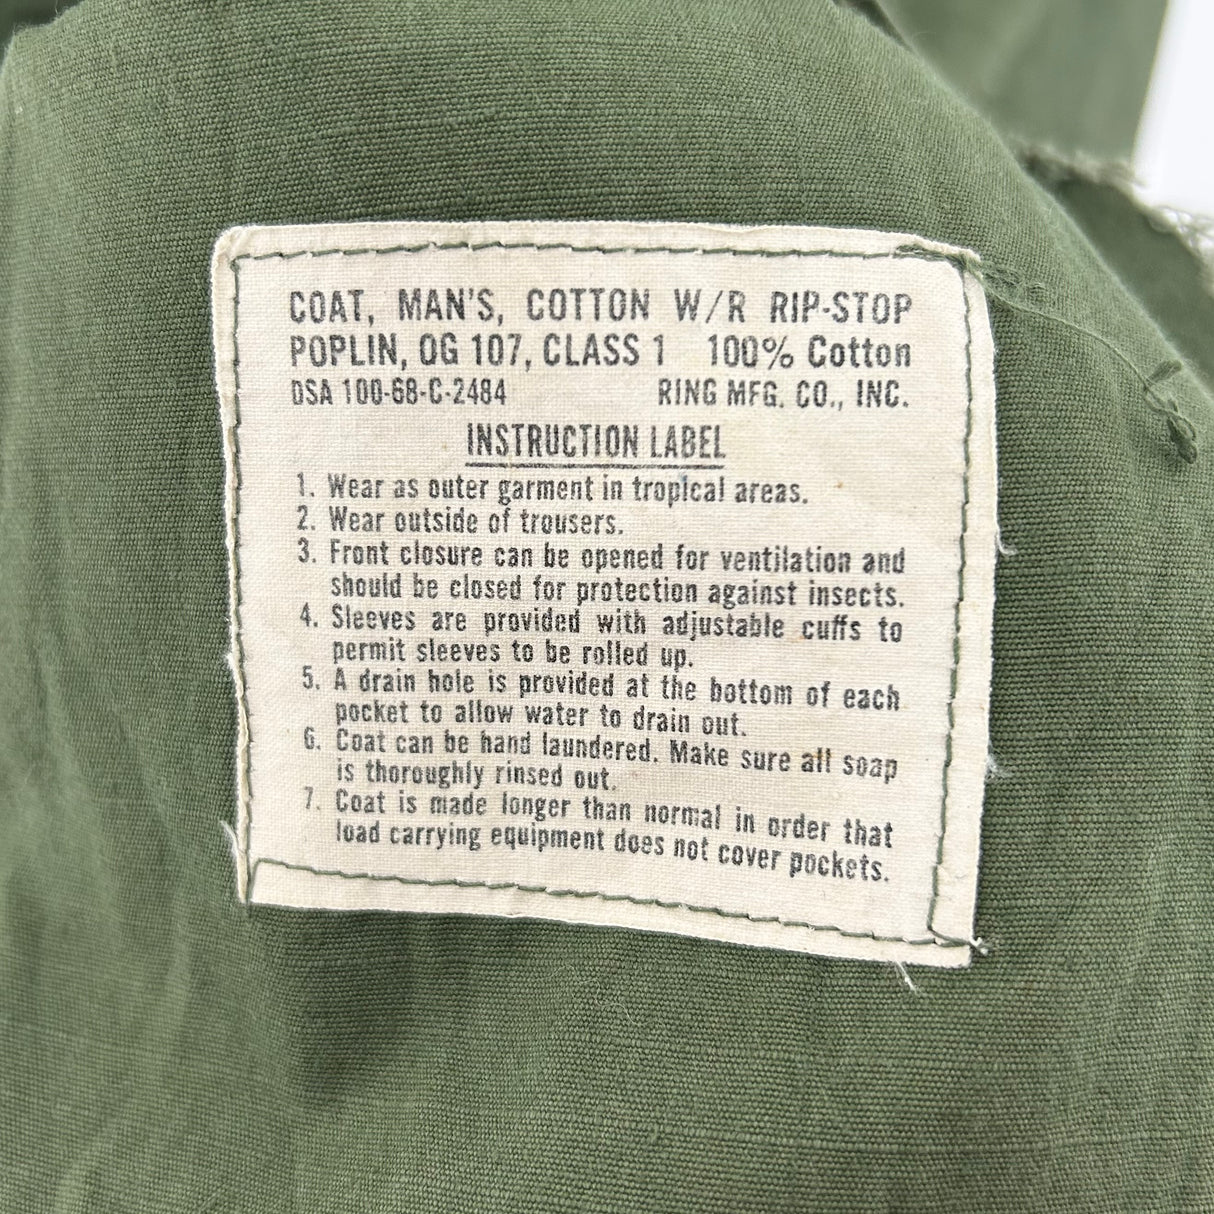 COAT, MAN'S, COTTON W/R RIP-STOP
POPLIN, OG 107, CLASS 1 100% Cotton
DSA 100-68-C-2484 RING MFG. CO., INC.
INSTRUCTION LABEL
1. Wear as outer garment in tropical areas.
2. Wear outside of trousers.
3. Front closure can be opened for ventilation and
should be closed for protection against insects.
4. Sleeves are provided with adjustable cuffs to
permit sleeves to be rolled up.
5. A drain hole is provided at the bottom of each
pocket to allow water to drain out.
6. Coat can be hand laundered. Make sure all soap
is thoroughly rinsed out.
7. Coat is made longer than normal in order that
load carrying equipment does not cover pockets.